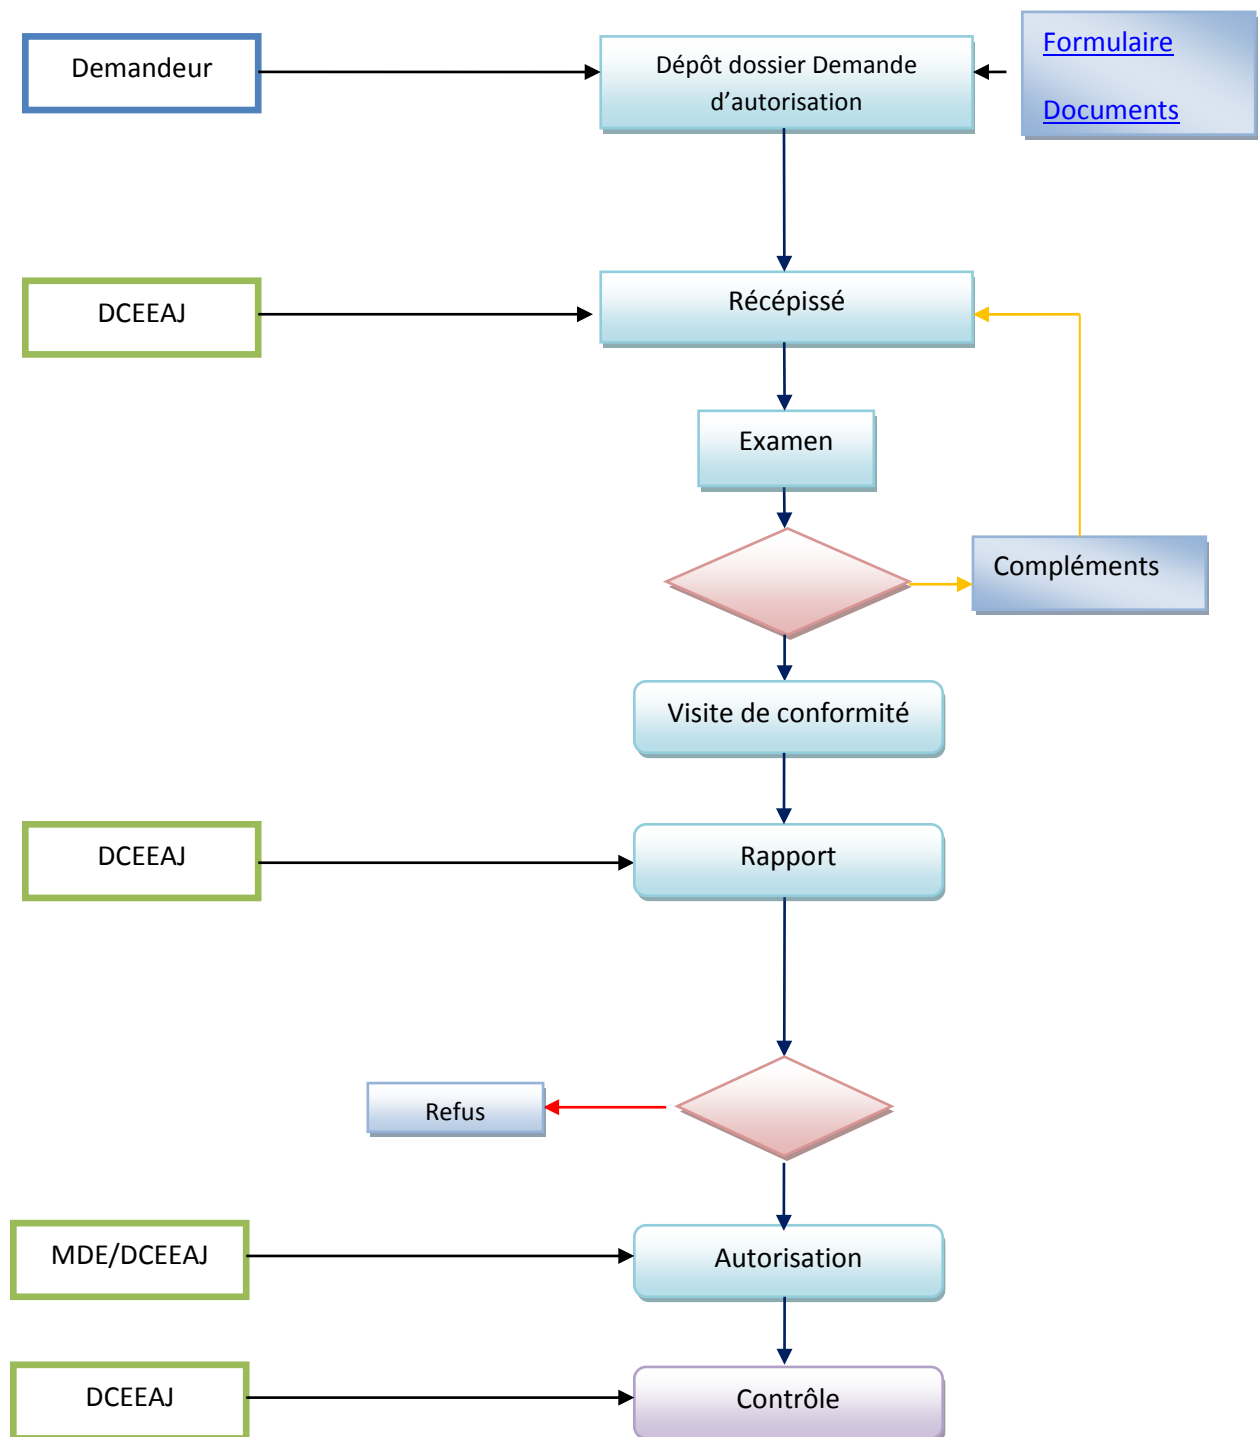 Demandeur
Dépôt dossier Demande
d’autorisation
Formulaire
Documents
DCEEAJ
Récépissé
Examen
Compléments
Visite de conformité
DCEEAJ
Rapport
Refus
MDE/DCEEAJ
Autorisation
DCEEAJ
Contrôle